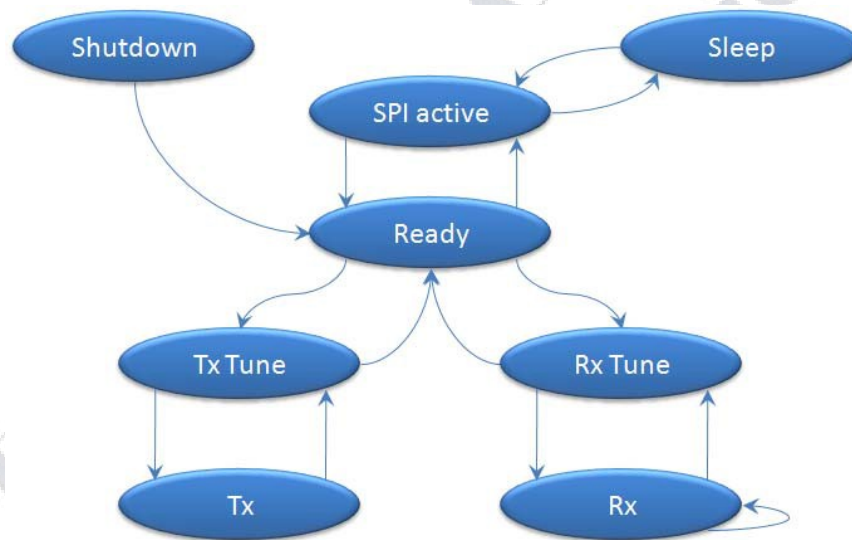 Shutdown
Sleep
SPI active
Ready
Tx Tune
Rx Tune
Tx
Rx